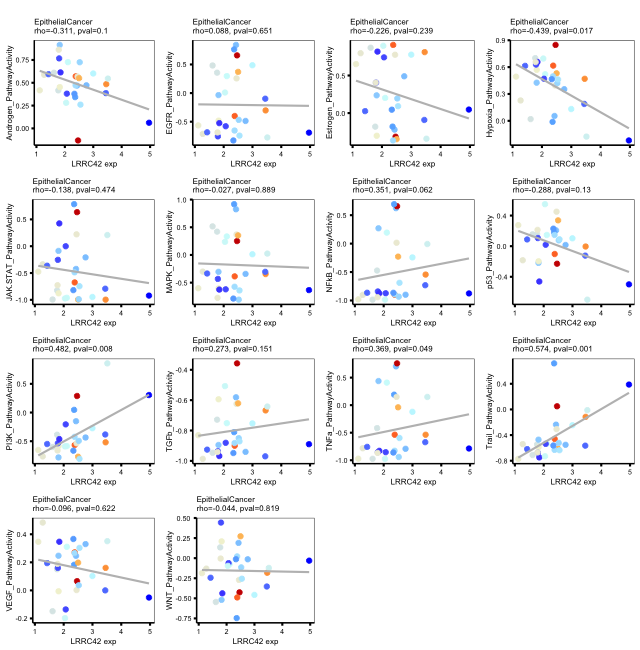 EpithelialCancer
rho=-0.311, pval=0.1
Androgen_PathwayActivity
0.75
0.50
0.25
0.00
1 2 3 4 5
LRRC42 exp
EpithelialCancer
rho=0.088, pval=0.651
EGFR_PathwayActivity
0.5
0.0
-0.5
1 2 3 4 5
LRRC42 exp
EpithelialCancer
rho=-0.226, pval=0.239
Estrogen_PathwayActivity
0.5
0.0
1 2 3 4 5
LRRC42 exp
EpithelialCancer
rho=-0.439, pval=0.017
Hypoxia_PathwayActivity
0.9
0.6
0.3
0.0
1 2 3 4 5
LRRC42 exp
EpithelialCancer
rho=-0.138, pval=0.474
JAK.STAT_PathwayActivity
0.5
0.0
-0.5
-1.0
1 2 3 4 5
LRRC42 exp
EpithelialCancer
rho=-0.027, pval=0.889
MAPK_PathwayActivity
1.0
0.5
0.0
-0.5
1 2 3 4 5
LRRC42 exp
EpithelialCancer
rho=0.351, pval=0.062
NFkB_PathwayActivity
0.5
0.0
-0.5
-1.0
1 2 3 4 5
LRRC42 exp
EpithelialCancer
rho=-0.288, pval=0.13
p53_PathwayActivity
0.4
0.0
-0.4
1 2 3 4 5
LRRC42 exp
EpithelialCancer
rho=0.482, pval=0.008
PI3K_PathwayActivity
0.5
0.0
-0.5
1 2 3 4 5
LRRC42 exp
EpithelialCancer
rho=0.273, pval=0.151
TGFb_PathwayActivity
-0.4
-0.6
-0.8
-1.0
1 2 3 4 5
LRRC42 exp
EpithelialCancer
rho=0.369, pval=0.049
TNFa_PathwayActivity
0.5
0.0
-0.5
-1.0
1 2 3 4 5
LRRC42 exp
EpithelialCancer
rho=0.574, pval=0.001
Trail_PathwayActivity
0.4
0.0
-0.4
-0.8
1 2 3 4 5
LRRC42 exp
EpithelialCancer
rho=-0.096, pval=0.622
VEGF_PathwayActivity
0.4
0.2
0.0
-0.2
1 2 3 4 5
LRRC42 exp
EpithelialCancer
rho=-0.044, pval=0.819
WNT_PathwayActivity
0.50
0.25
0.00
-0.25
-0.50
-0.75
1 2 3 4 5
LRRC42 exp